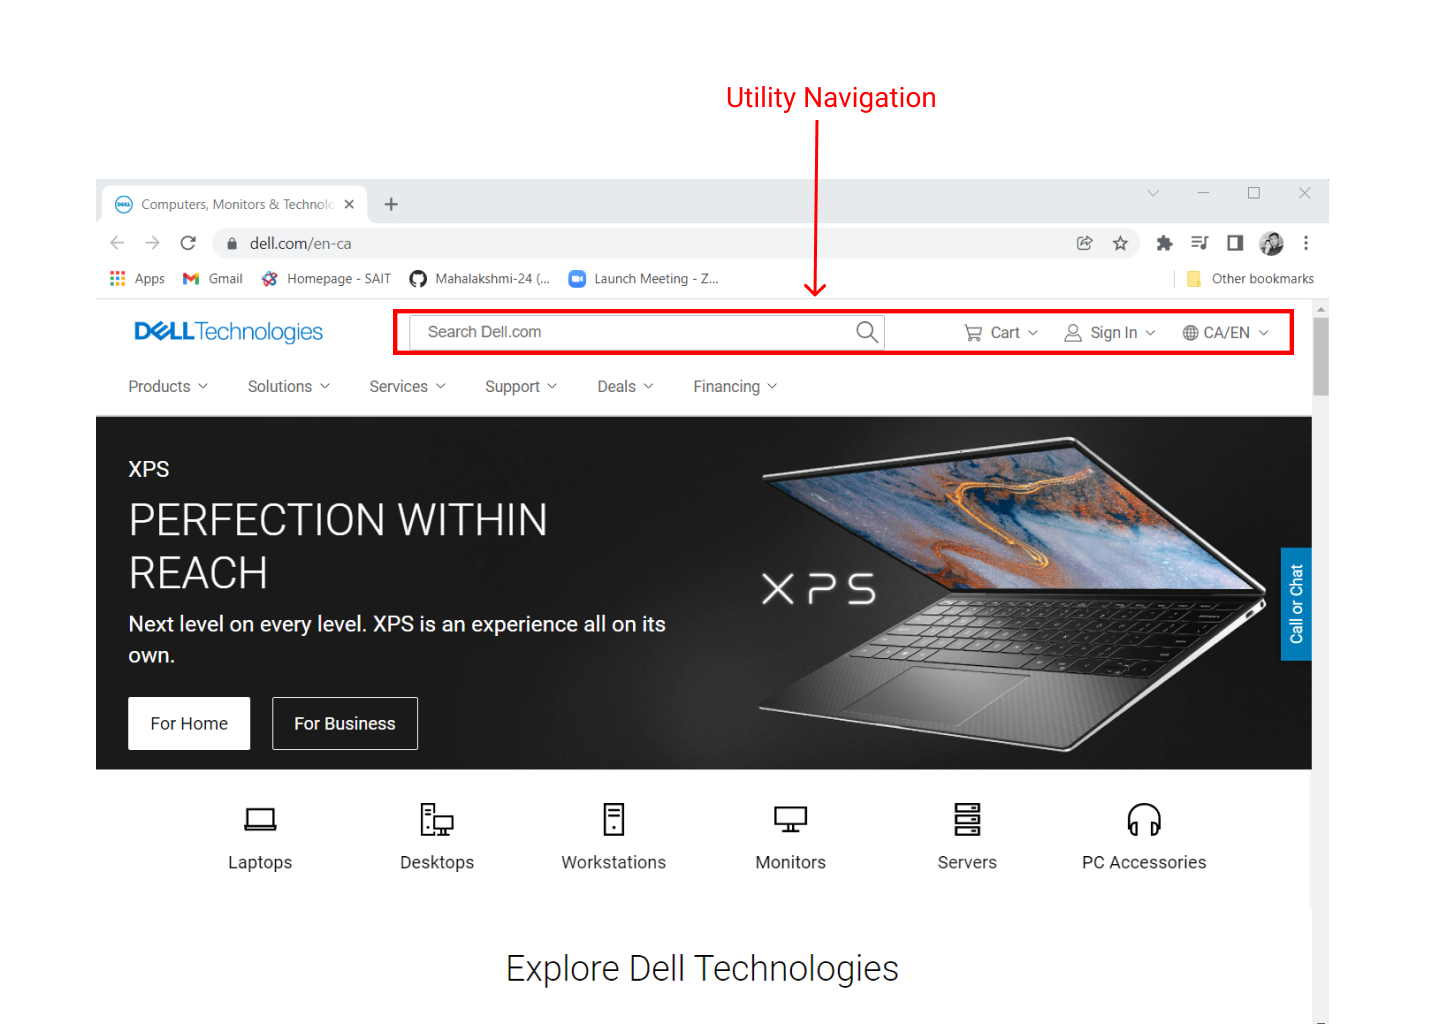 Utility Navigation
Computers, Monitors & Technolo
dell.com/en-ca
Apps Gmail Homepage - SAIT Mahalakshmi-24 (... Launch Meeting - Z... Other bookmarks
DELL Technologies Search Dell.com Cart Sign In CA/EN
Products Solutions Services Support Deals Financing
XPS
PERFECTION WITHIN
REACH
Next level on every level. XPS is an experience all on its
own.
For Home For Business
XPS
Call or Chat
Laptops Desktops Workstations Monitors Servers PC Accessories
Explore Dell Technologies